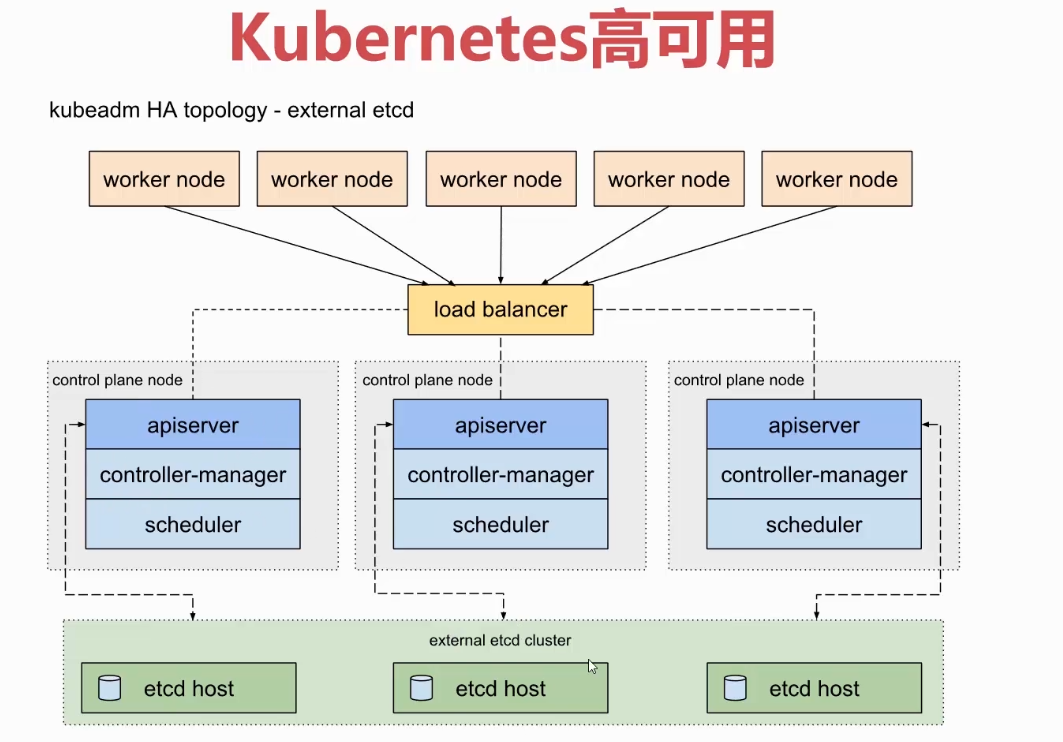 Kubernetes高可用
kubeadm HA topology - external etcd
worker node
worker node
worker node
worker node
worker node
load balancer
control plane node
control plane node
control plane node
apiserver
apiserver
apiserver
controller-manager
controller-manager
controller-manager
scheduler
scheduler
scheduler
external etcd cluster
etcd host
etcd host
etcd host